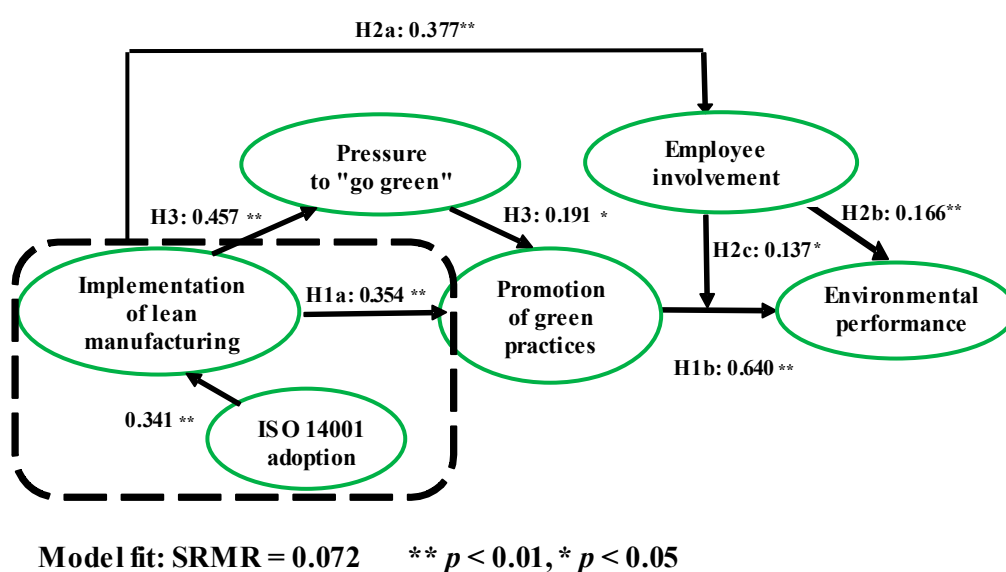 H2a: 0.377**
Pressure
to "go green"
Employee
involvement
H3: 0.457 **
H3: 0.191 *
H2b: 0.166**
H2c: 0.137*
Implementation
of lean
manufacturing
H1a: 0.354 **
Promotion
of green
practices
Environmental
performance
H1b: 0.640 **
0.341 **
ISO 14001
adoption
Model fit: SRMR = 0.072 ** p < 0.01, * p < 0.05